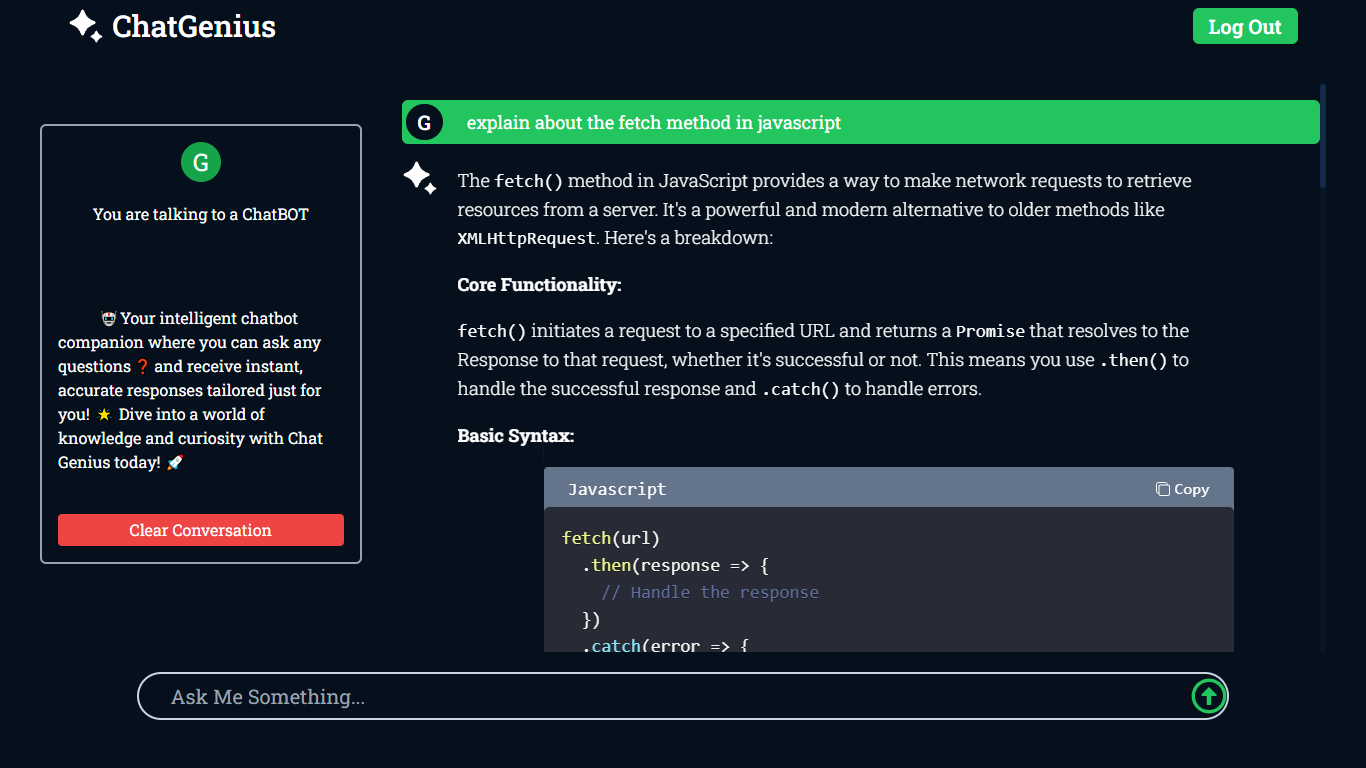 ChatGenius
Log Out
G
You are talking to a ChatBOT
🤖Your intelligent chatbot
companion where you can ask any
questions ❓ and receive instant,
accurate responses tailored just for
you! 🌟 Dive into a world of
knowledge and curiosity with Chat
Genius today! 🚀
Clear Conversation
G
explain about the fetch method in javascript
The fetch() method in JavaScript provides a way to make network requests to retrieve
resources from a server. It's a powerful and modern alternative to older methods like
XMLHttpRequest. Here's a breakdown:
Core Functionality:
fetch() initiates a request to a specified URL and returns a Promise that resolves to the
Response to that request, whether it's successful or not. This means you use .then() to
handle the successful response and .catch() to handle errors.
Basic Syntax:
Javascript
Copy
fetch(url)
  .then(response => {
    // Handle the response
  })
  .catch(error => {
Ask Me Something...